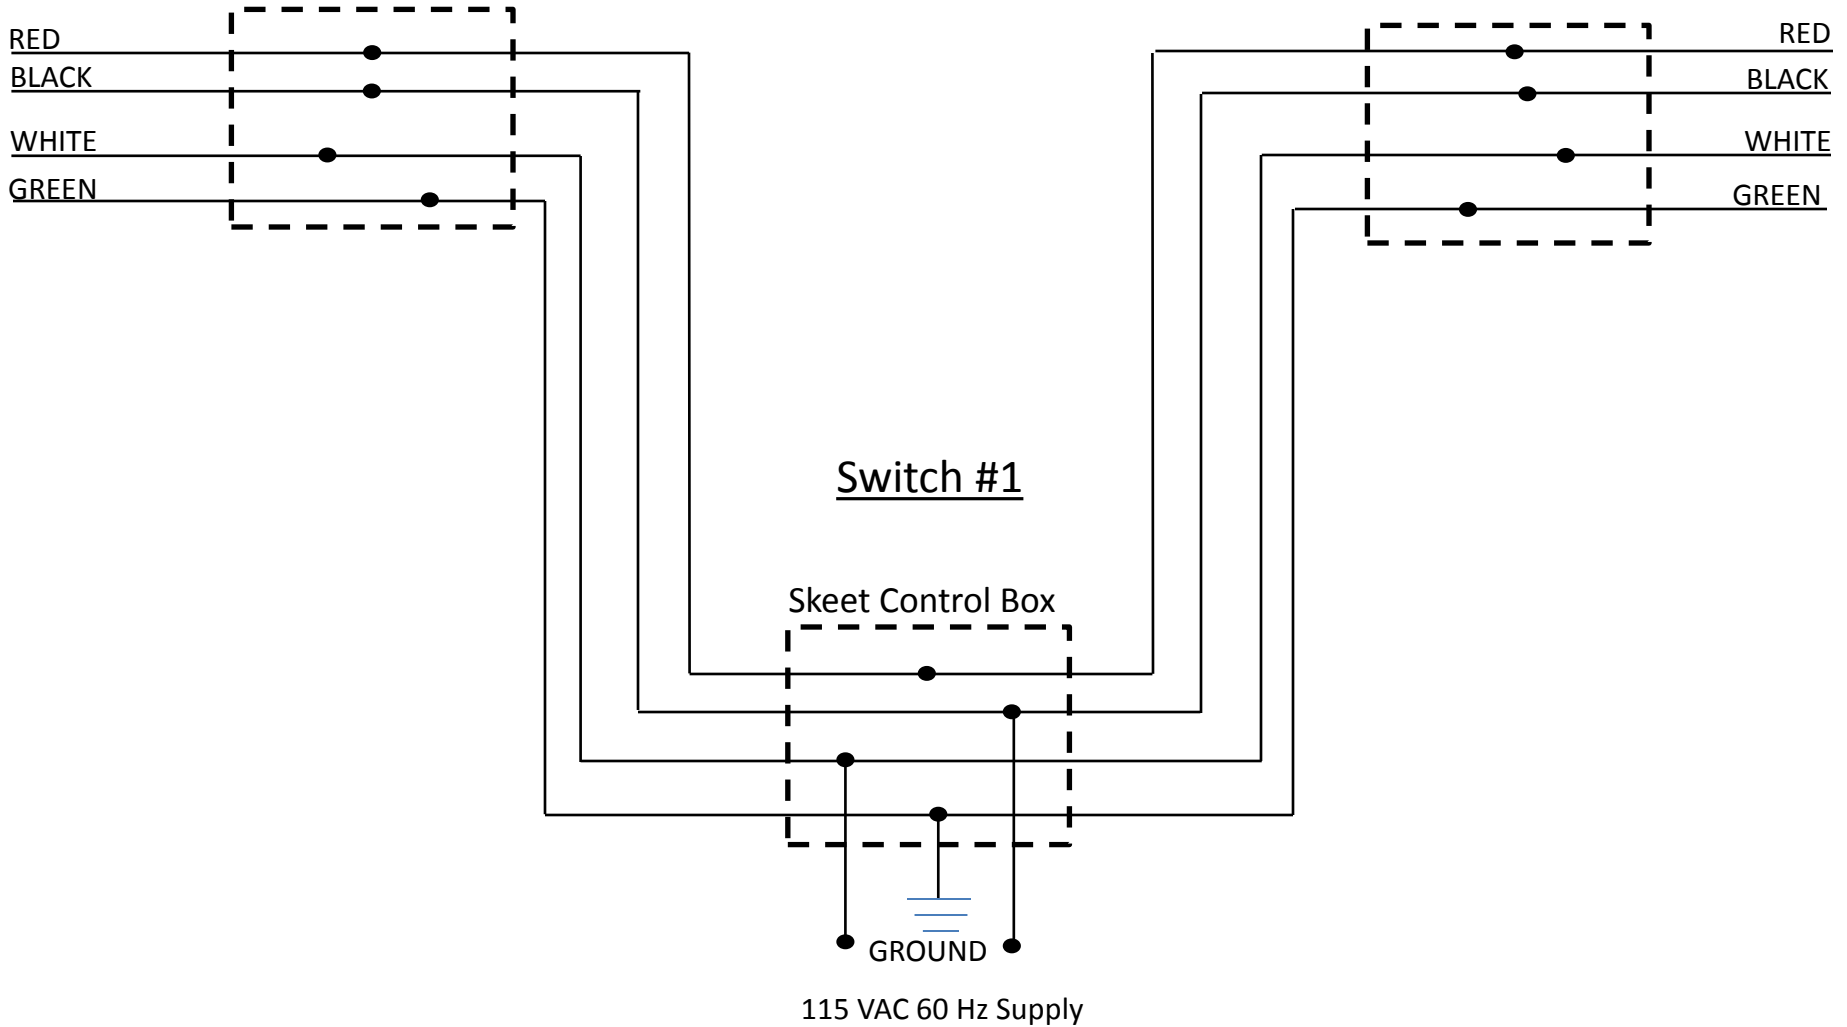 RED
BLACK
WHITE
GREEN
RED
BLACK
WHITE
GREEN
Switch #1
Skeet Control Box
GROUND
115 VAC 60 Hz Supply